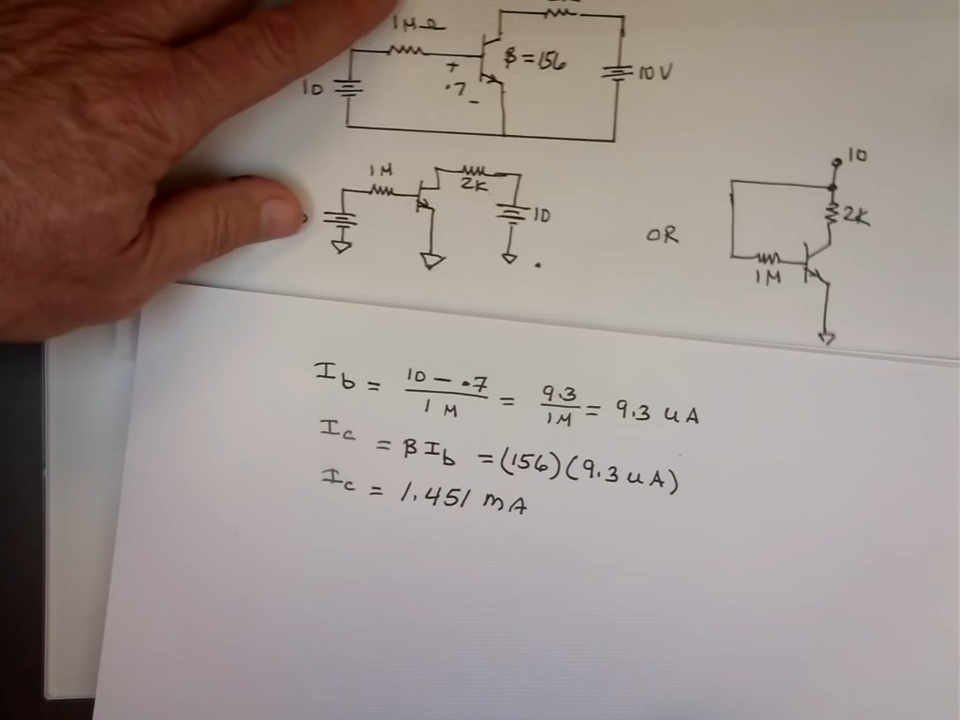 1MΩ
β=156
10V
10
+
.7
-
10
1M
2K
10
OR
2K
1M
Ib = 10 - .7 / 1M = 9.3 / 1M = 9.3 uA
Ic = βIb = (156)(9.3 uA)
Ic = 1.451 mA